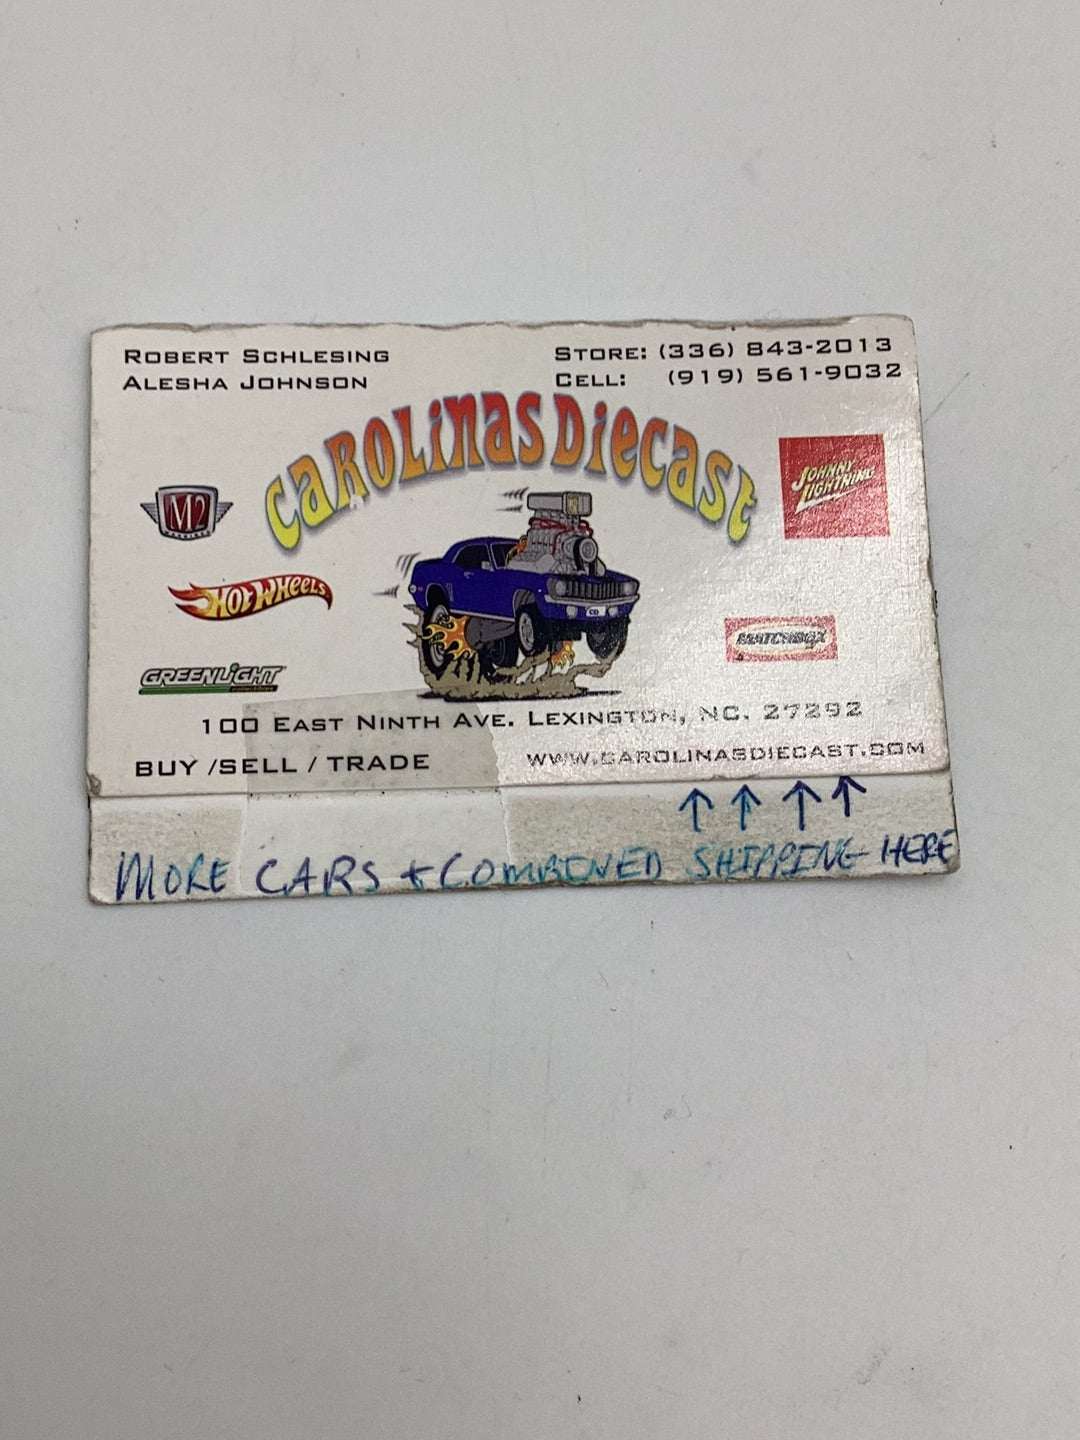 ROBERT SCHLESING
ALESHA JOHNSON
STORE: (336) 843-2013
CELL: (919) 561-9032
CAROLINAS DIECAST
M2
JOHNNY LIGHTNING
HOT WHEELS
MATCHBOX
GREENLIGHT
CD
100 EAST NINTH AVE. LEXINGTON, NC. 27292
BUY /SELL / TRADE
WWW.CAROLINASDIECAST.COM
↑ ↑ ↑ ↑
MORE CARS + COMBINED SHIPPING HERE